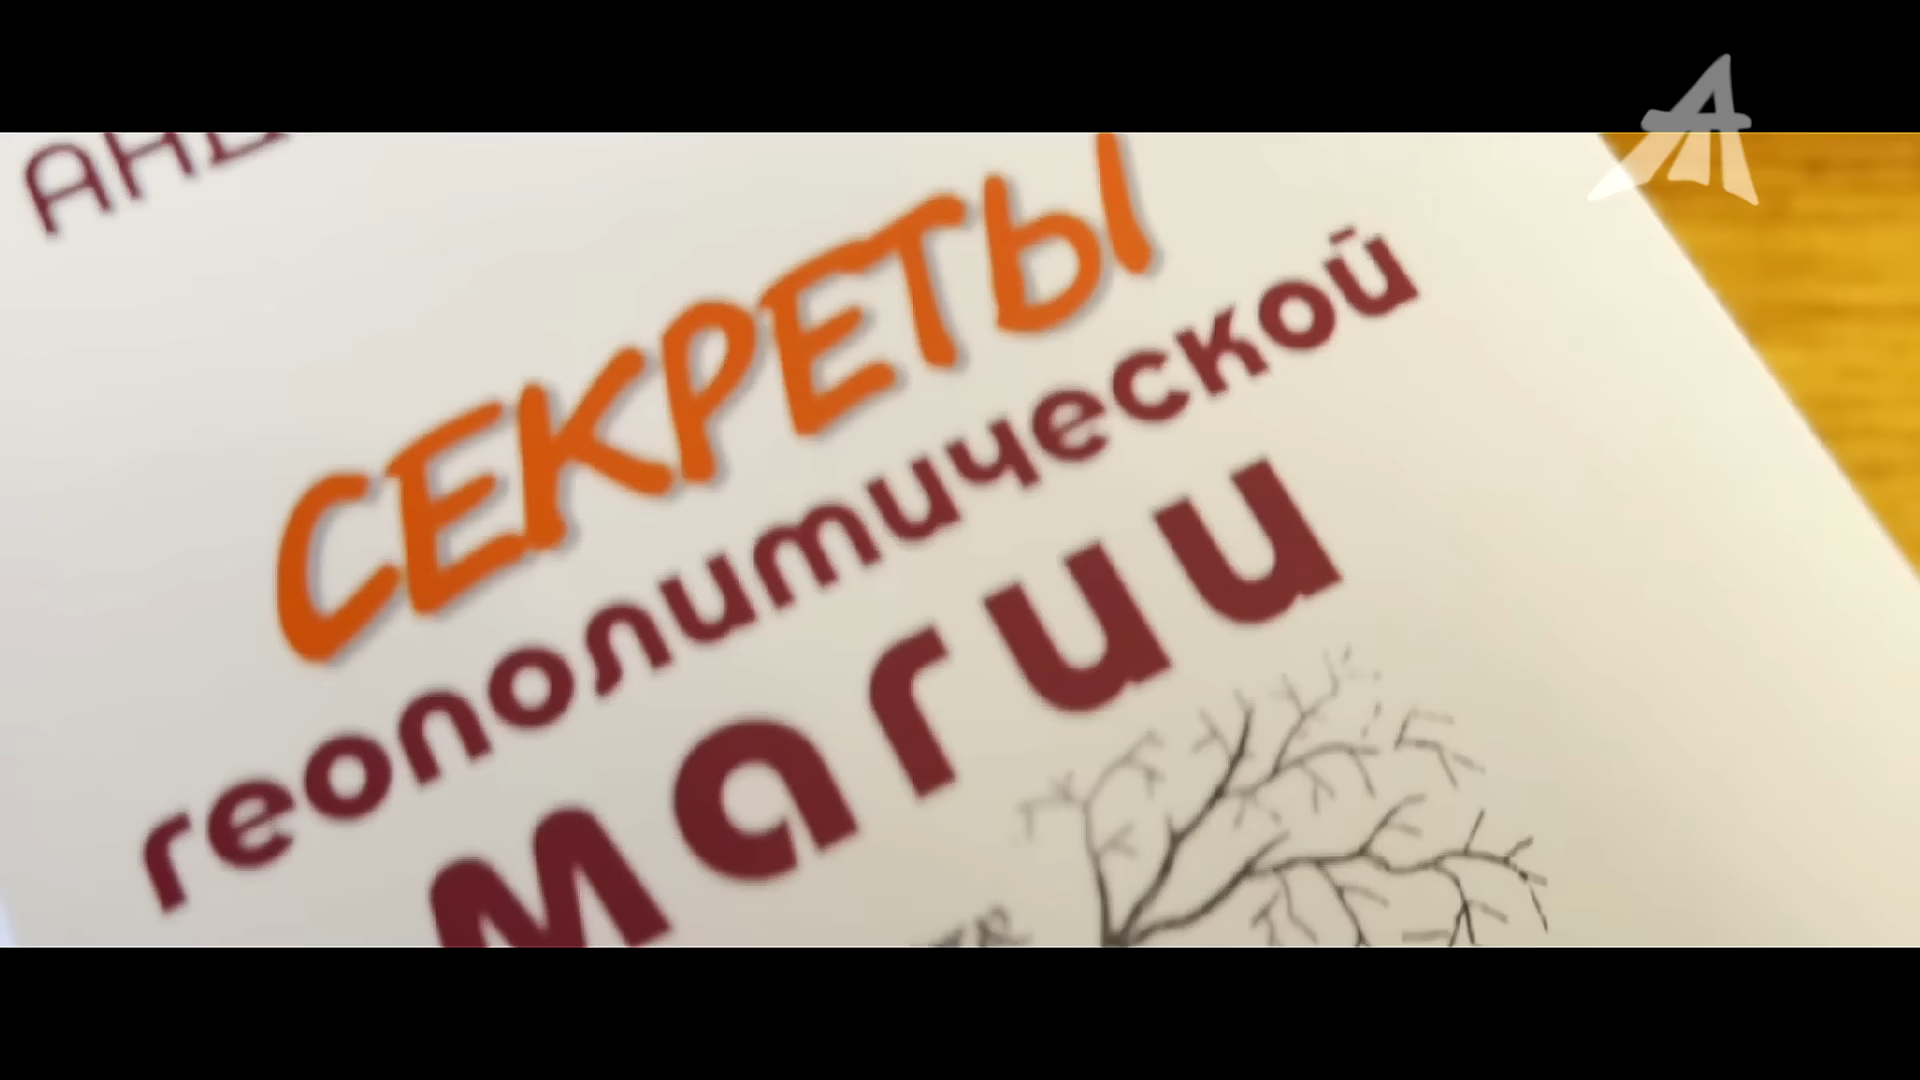 СЕКРЕТЫ
геополитической
магии